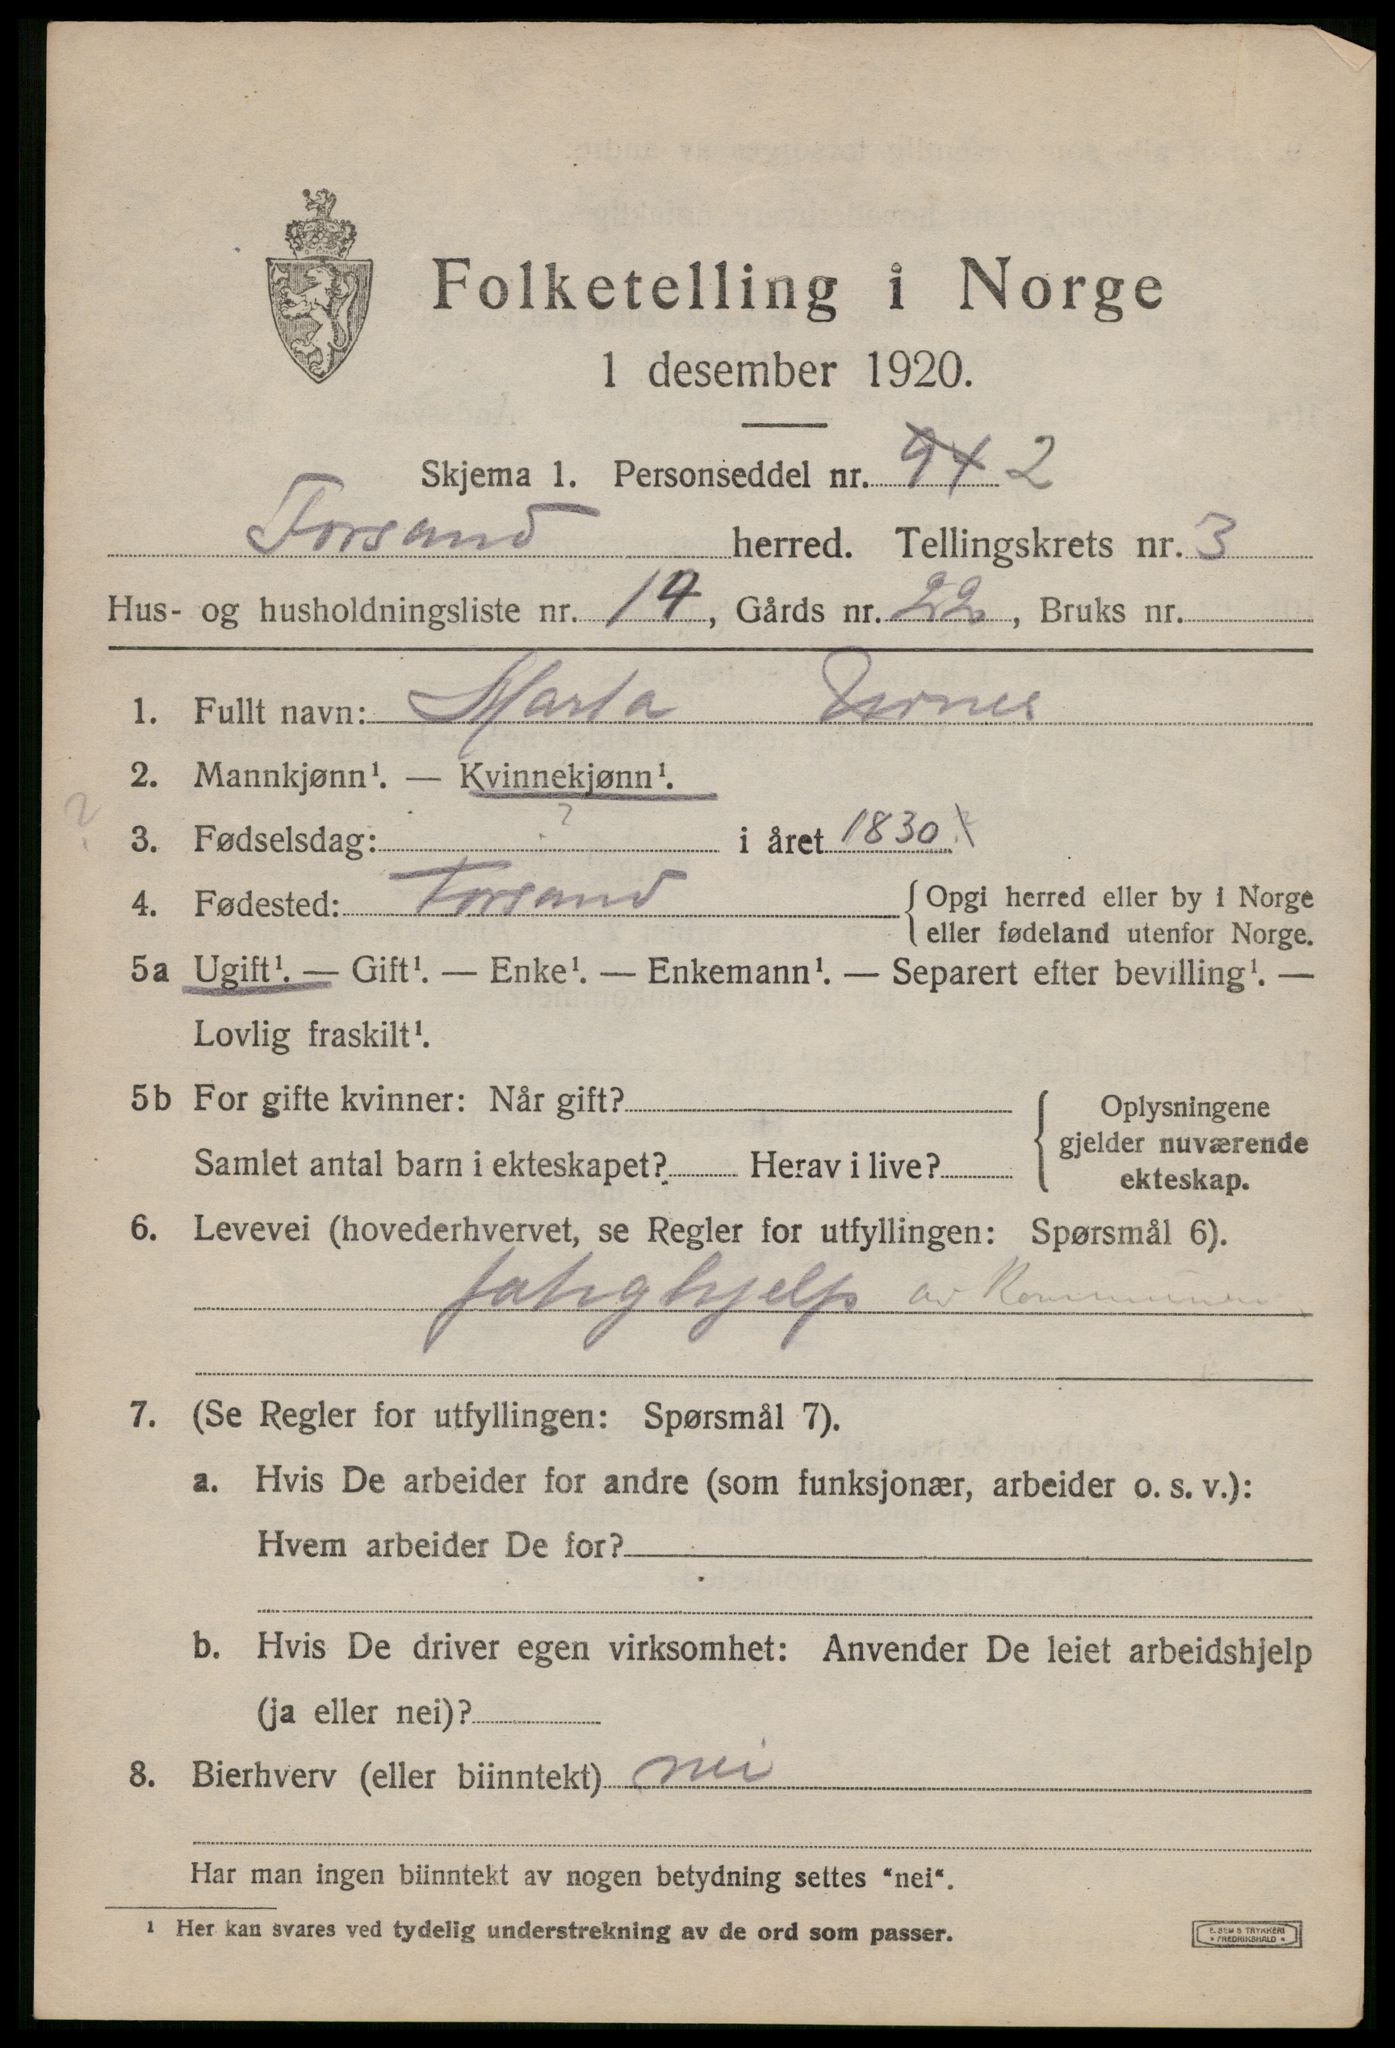 Folketelling i Norge
1 desember 1920.
Skjema 1. Personseddel nr. 94 2
Forsand herred. Tellingskrets nr. 3
Hus- og husholdningsliste nr. 14, Gårds nr. 22, Bruks nr.
1. Fullt navn: Marta
2. Mannkjønn¹. — Kvinnekjønn¹.
?
3. Fødselsdag: ? i året 1830
4. Fødested: Forsand { Opgi herred eller by i Norge
eller fødeland utenfor Norge.
5a Ugift¹. — Gift¹. — Enke¹. — Enkemann¹. — Separert efter bevilling¹. —
Lovlig fraskilt¹.
5b For gifte kvinner: Når gift?
Samlet antal barn i ekteskapet? Herav i live?
{ Oplysningene
gjelder nuværende
ekteskap.
6. Levevei (hovederhvervet, se Regler for utfyllingen: Spørsmål 6).
fatighjelp av Kommunen
7. (Se Regler for utfyllingen: Spørsmål 7).
a. Hvis De arbeider for andre (som funksjonær, arbeider o. s. v.):
Hvem arbeider De for?
b. Hvis De driver egen virksomhet: Anvender De leiet arbeidshjelp
(ja eller nei)?
8. Bierhverv (eller biinntekt) nei
Har man ingen biinntekt av nogen betydning settes "nei".
¹ Her kan svares ved tydelig understrekning av de ord som passer.
E. SEM'S TRYKKERI
* FREDRIKSHALD *